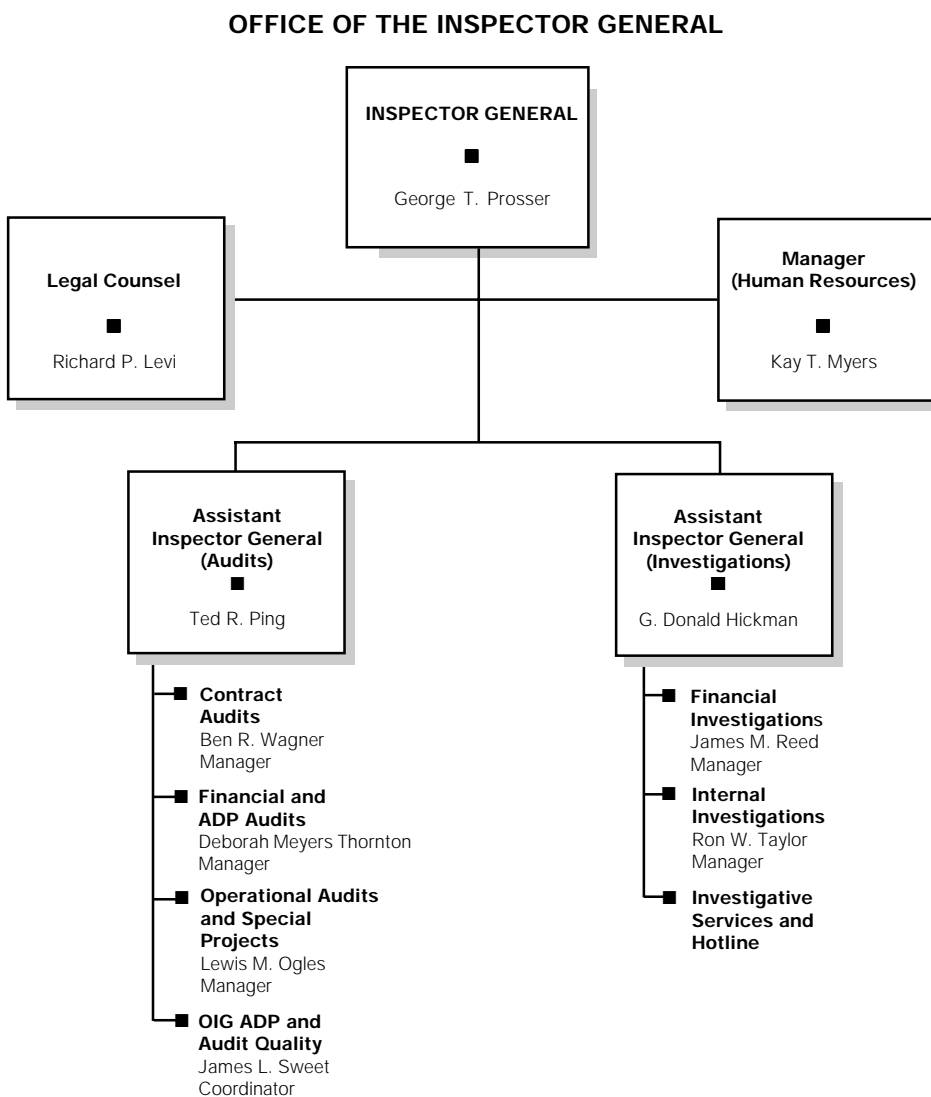 OFFICE OF THE INSPECTOR GENERAL
INSPECTOR GENERAL
George T. Prosser
Legal Counsel
Richard P. Levi
Manager
(Human Resources)
Kay T. Myers
Assistant
Inspector General
(Audits)
Ted R. Ping
Contract
Audits
Ben R. Wagner
Manager
Financial and
ADP Audits
Deborah Meyers Thornton
Manager
Operational Audits
and Special
Projects
Lewis M. Ogles
Manager
OIG ADP and
Audit Quality
James L. Sweet
Coordinator
Assistant
Inspector General
(Investigations)
G. Donald Hickman
Financial
Investigations
James M. Reed
Manager
Internal
Investigations
Ron W. Taylor
Manager
Investigative
Services and
Hotline